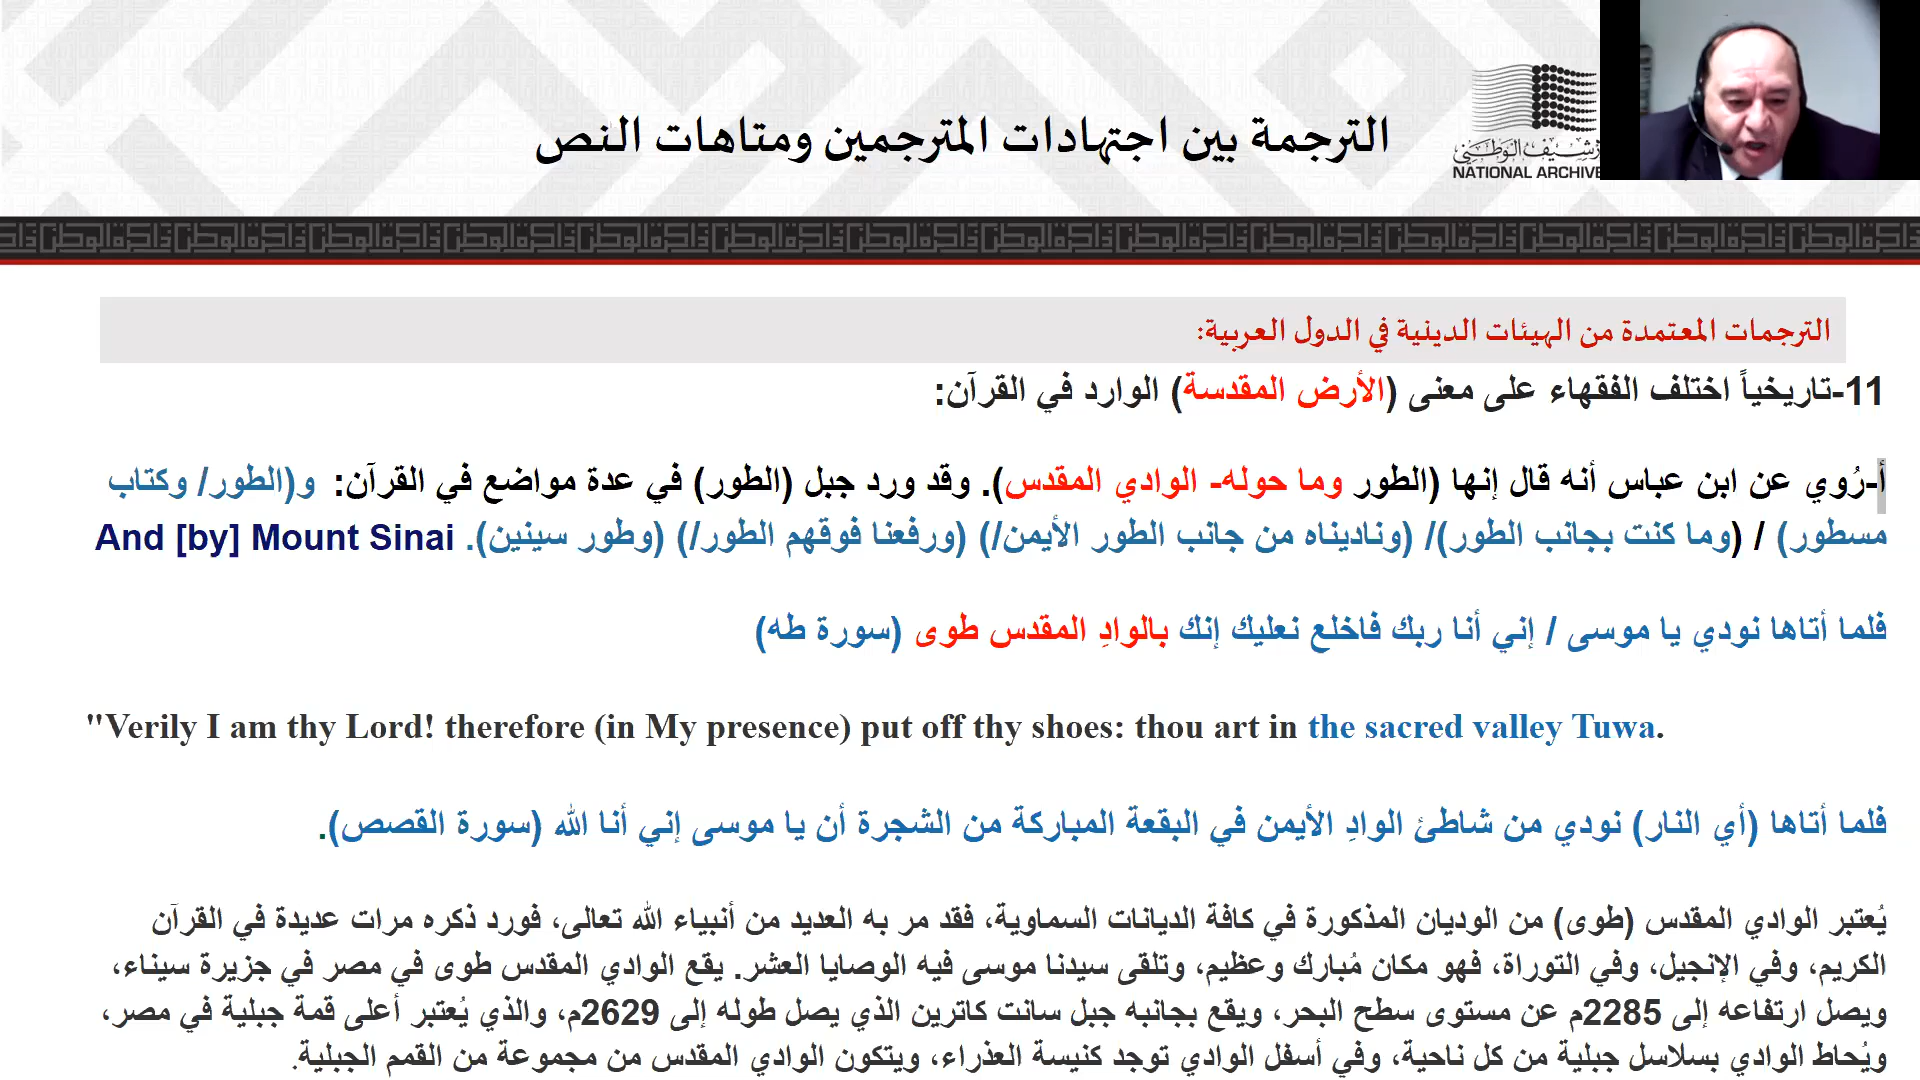 الترجمة بين اجتهادات المترجمين ومتاهات النص
NATIONAL ARCHIVE
الترجمات المعتمدة من الهيئات الدينية في الدول العربية:
11-تاريخياً اختلف الفقهاء على معنى (الأرض المقدسة) الوارد في القرآن:
أ-رُوي عن ابن عباس أنه قال إنها (الطور وما حوله- الوادي المقدس). وقد ورد جبل (الطور) في عدة مواضع في القرآن: و(الطور/ وكتاب
مسطور) / (وما كنت بجانب الطور)/ (وناديناه من جانب الطور الأيمن/) (ورفعنا فوقهم الطور/) (وطور سينين). And [by] Mount Sinai
فلما أتاها نودي يا موسى / إني أنا ربك فاخلع نعليك إنك بالوادِ المقدس طوى (سورة طه)
"Verily I am thy Lord! therefore (in My presence) put off thy shoes: thou art in the sacred valley Tuwa.
فلما أتاها (أي النار) نودي من شاطئ الوادِ الأيمن في البقعة المباركة من الشجرة أن يا موسى إني أنا الله (سورة القصص).
يُعتبر الوادي المقدس (طوى) من الوديان المذكورة في كافة الديانات السماوية، فقد مر به العديد من أنبياء الله تعالى، فورد ذكره مرات عديدة في القرآن
الكريم، وفي الإنجيل، وفي التوراة، فهو مكان مُبارك وعظيم، وتلقى سيدنا موسى فيه الوصايا العشر. يقع الوادي المقدس طوى في مصر في جزيرة سيناء،
ويصل ارتفاعه إلى 2285م عن مستوى سطح البحر، ويقع بجانبه جبل سانت كاترين الذي يصل طوله إلى 2629م، والذي يُعتبر أعلى قمة جبلية في مصر،
ويُحاط الوادي بسلاسل جبلية من كل ناحية، وفي أسفل الوادي توجد كنيسة العذراء، ويتكون الوادي المقدس من مجموعة من القمم الجبلية.